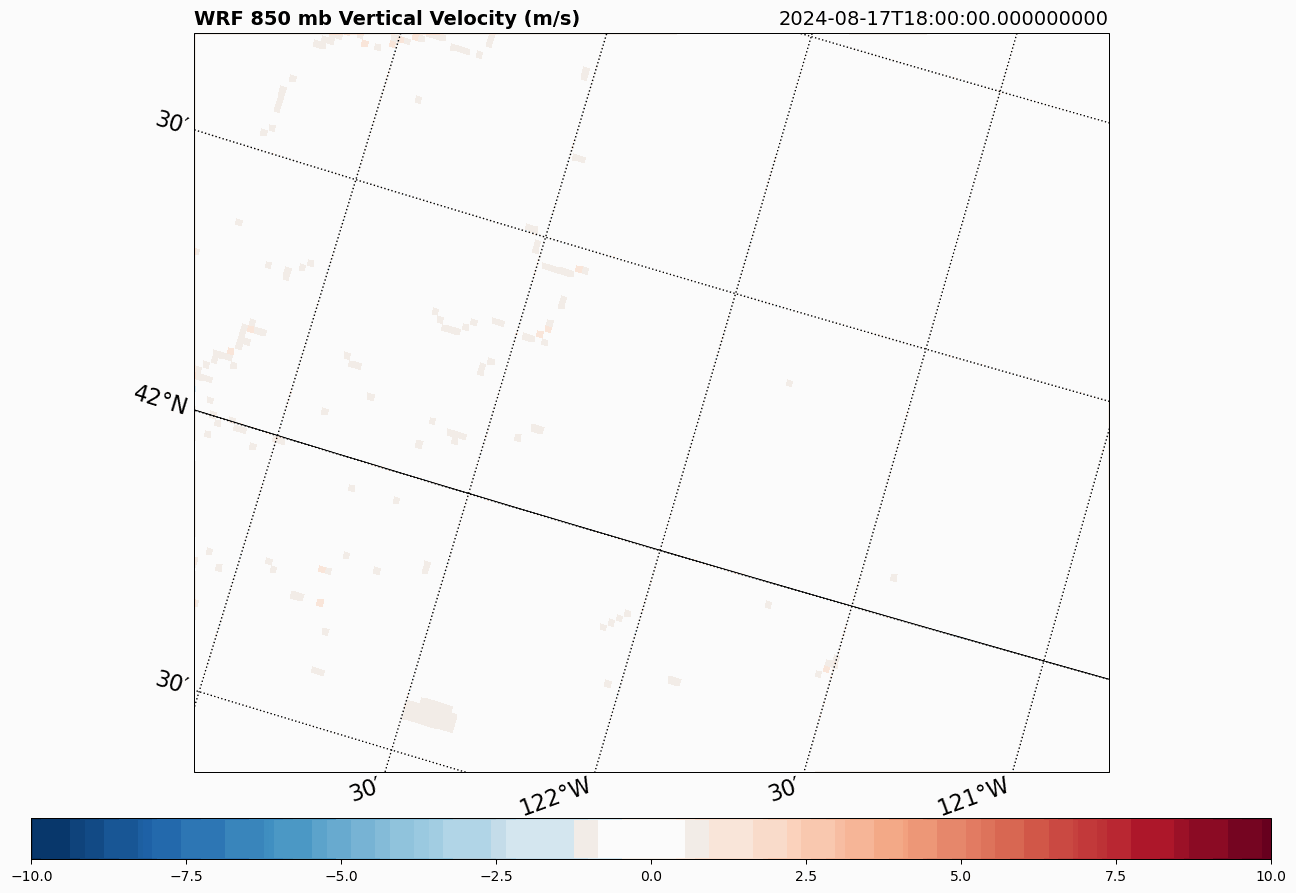 WRF 850 mb Vertical Velocity (m/s) 2024-08-17T18:00:00.000000000
30′
42°N
30′
30′ 122°W 30′ 121°W
−10.0 −7.5 −5.0 −2.5 0.0 2.5 5.0 7.5 10.0